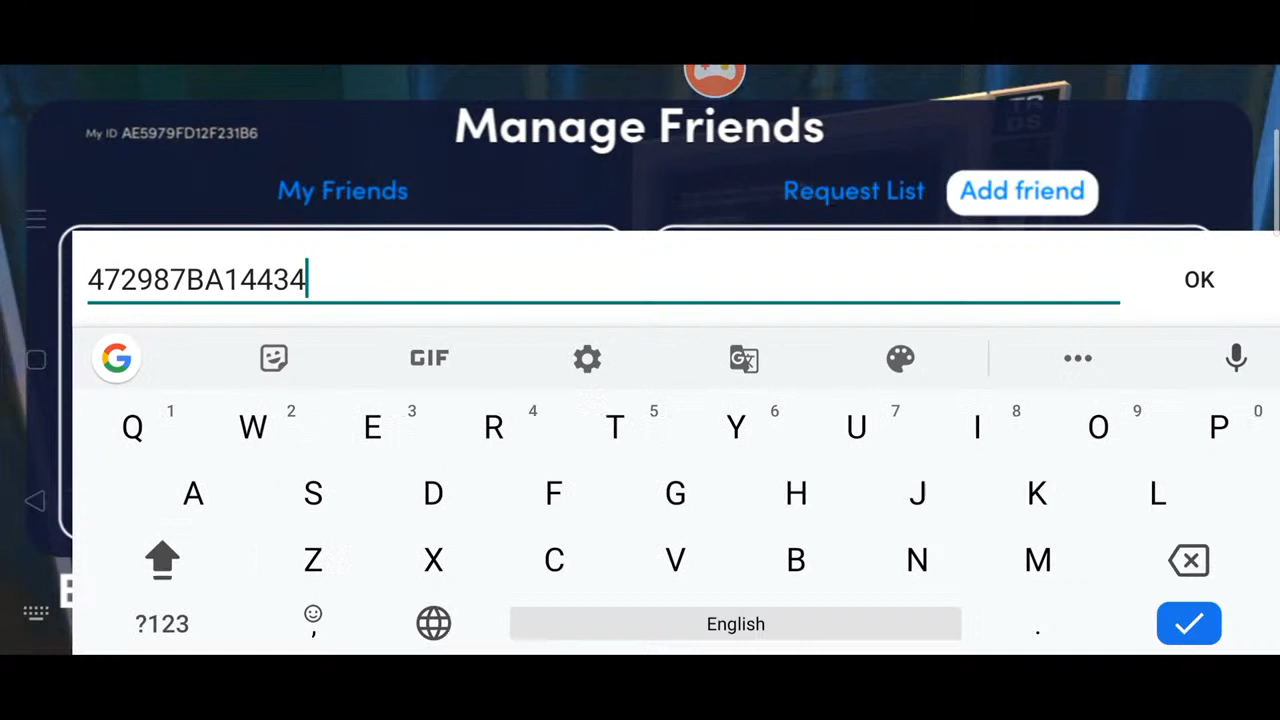 My ID AE5979FD12F231B6
Manage Friends
My Friends
Request List
Add friend
472987BA14434
OK
GIF
Q 1 W 2 E 3 R 4 T 5 Y 6 U 7 I 8 O 9 P 0
A S D F G H J K L
Z X C V B N M
?123 , English .